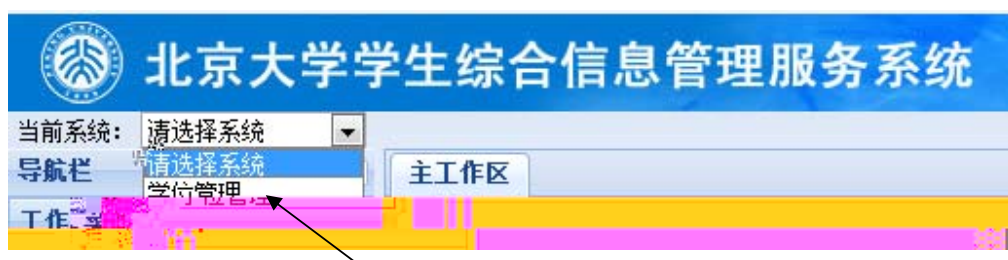 北京大学学生综合信息管理服务系统
当前系统： 请选择系统
导航栏 请选择系统 主工作区
学位管理
工作